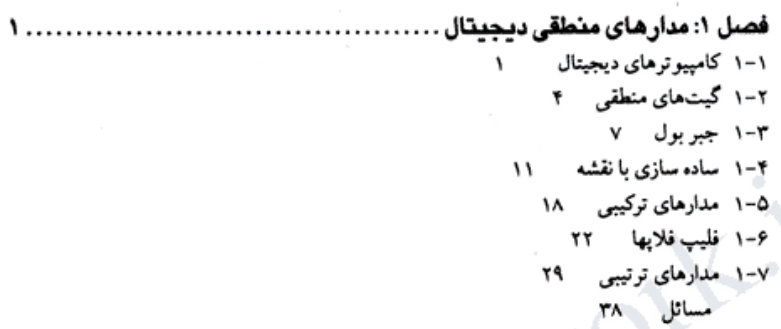 فصل ۱: مدارهای منطقی دیجیتال ........................................ ۱
۱-۱ کامپیوترهای دیجیتال ۱
۱-۲ گیت‌های منطقی ۴
۱-۳ جبر بول ۷
۱-۴ ساده سازی با نقشه ۱۱
۱-۵ مدارهای ترکیبی ۱۸
۱-۶ فلیپ فلاپها ۲۲
۱-۷ مدارهای ترتیبی ۲۹
مسائل ۳۸